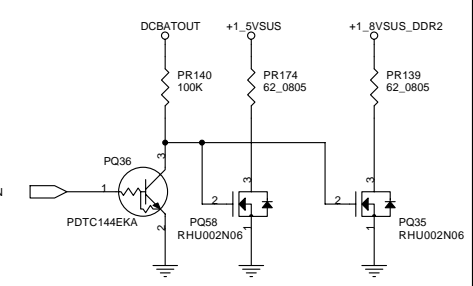 DCBATOUT +1_5VSUS +1_8VSUS_DDR2
PR140 PR174 PR139
100K 62_0805 62_0805
PQ36
3 3 3
N 1 2 2
PDTC144EKA PQ58 PQ35
RHU002N06 RHU002N06
2 1 1